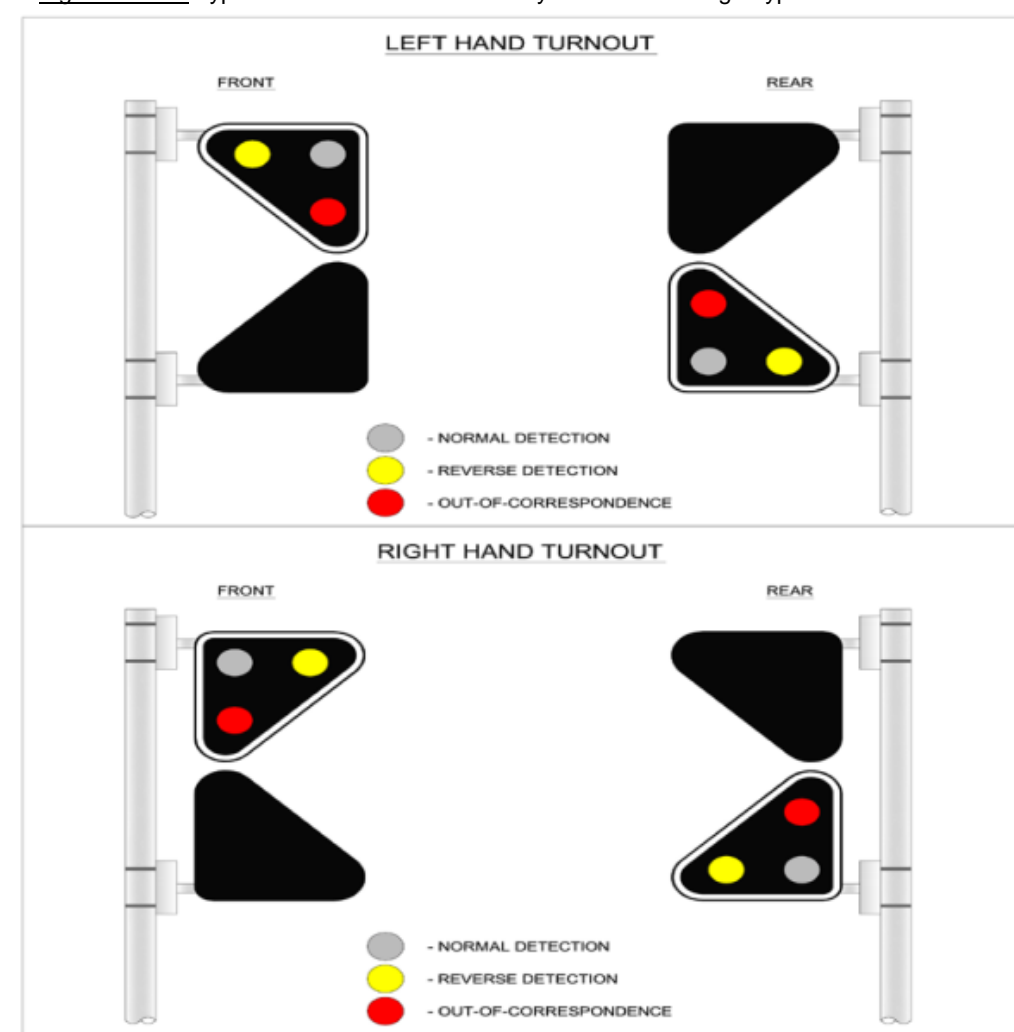 LEFT HAND TURNOUT
FRONT
REAR
- NORMAL DETECTION
- REVERSE DETECTION
- OUT-OF-CORRESPONDENCE
RIGHT HAND TURNOUT
FRONT
REAR
- NORMAL DETECTION
- REVERSE DETECTION
- OUT-OF-CORRESPONDENCE